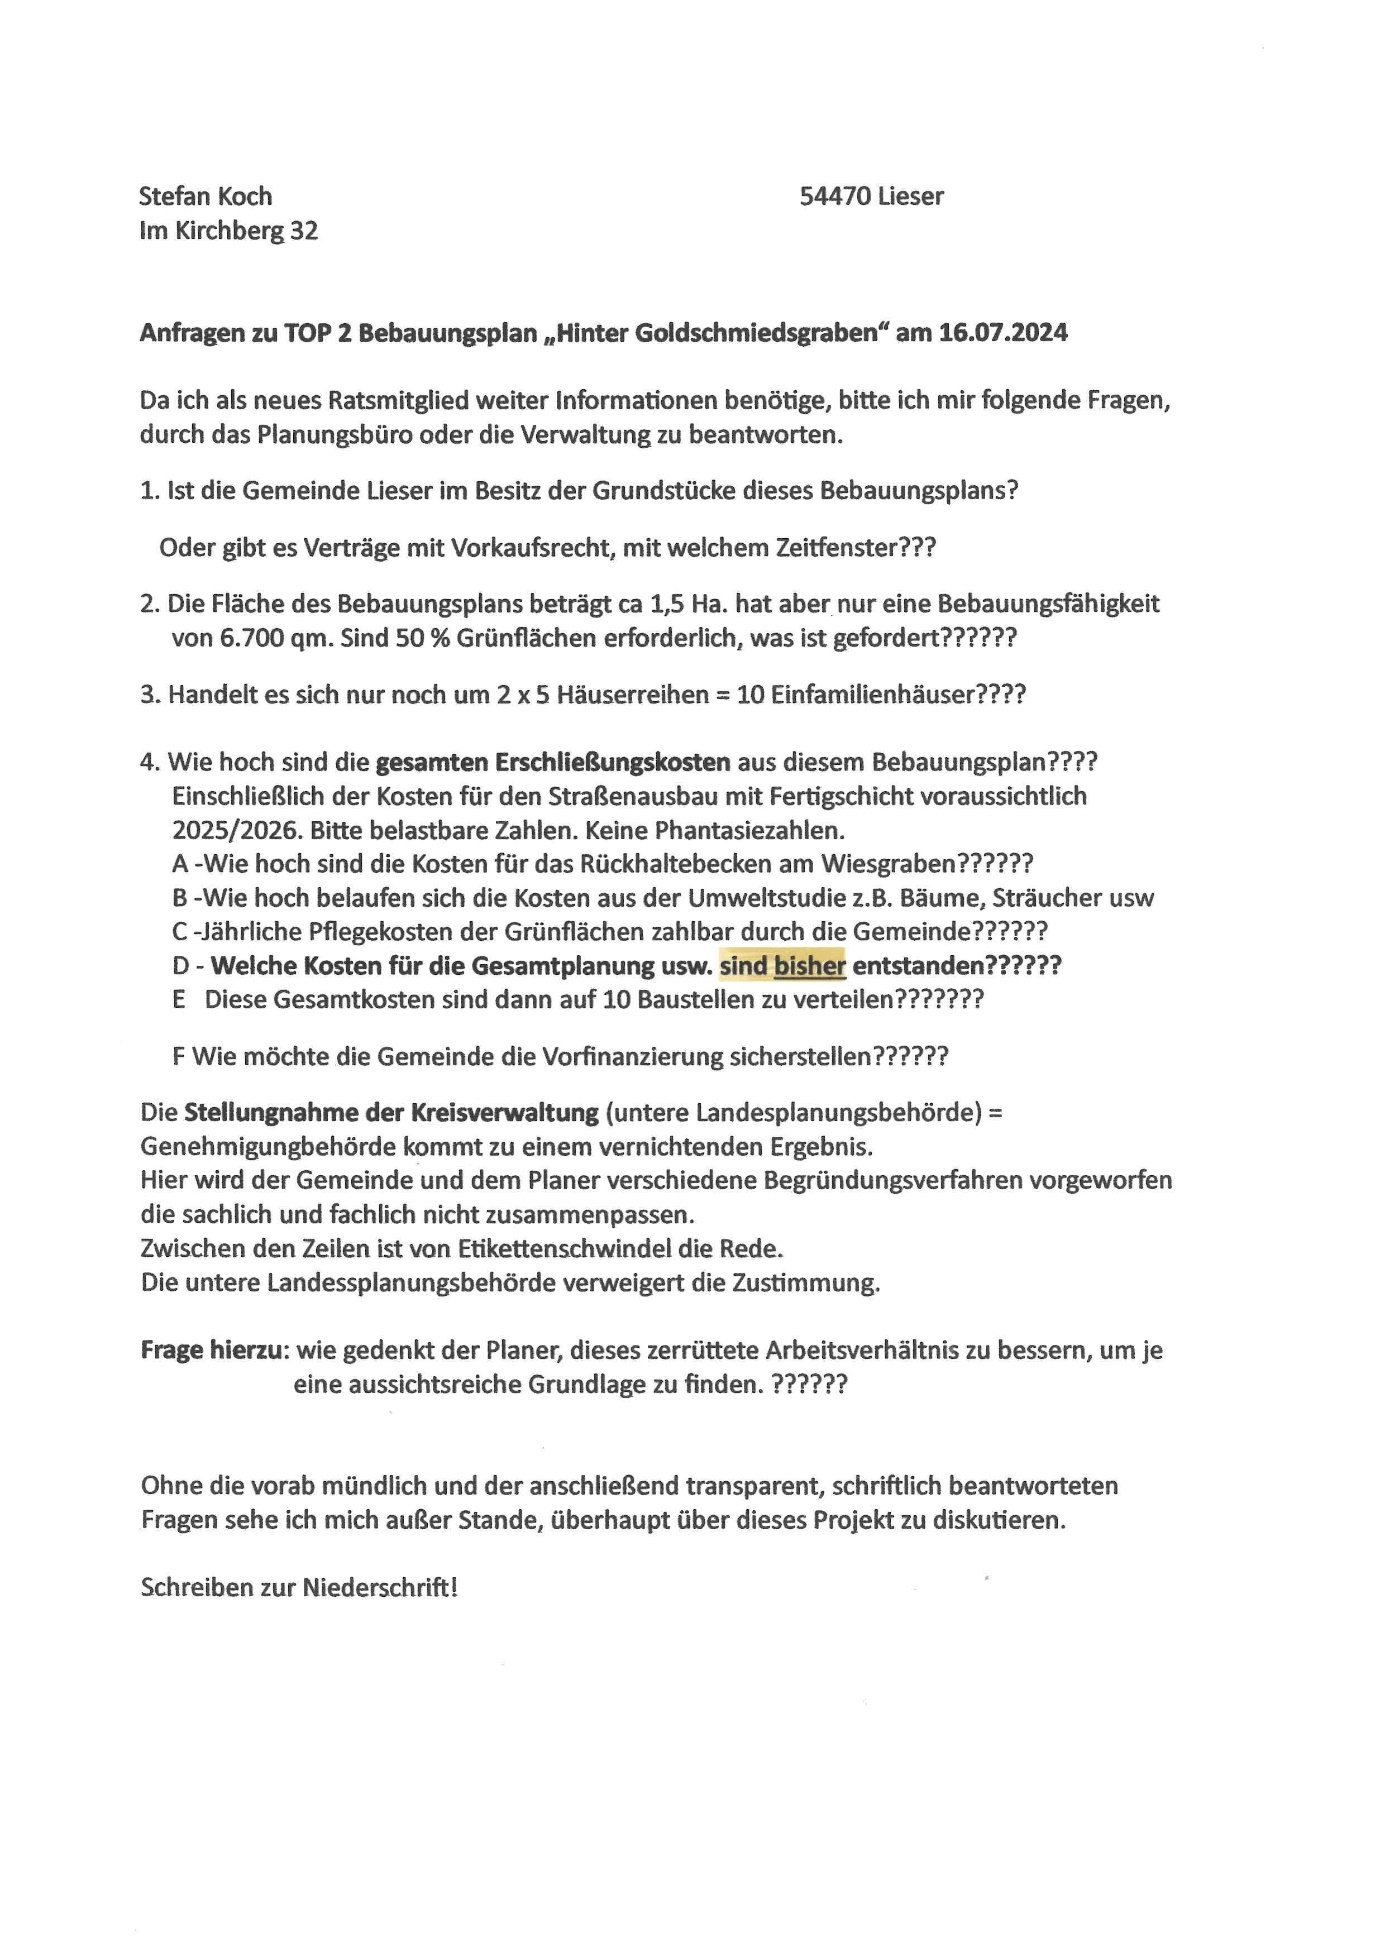 Stefan Koch 54470 Lieser
Im Kirchberg 32
Anfragen zu TOP 2 Bebauungsplan „Hinter Goldschmiedsgraben“ am 16.07.2024
Da ich als neues Ratsmitglied weiter Informationen benötige, bitte ich mir folgende Fragen,
durch das Planungsbüro oder die Verwaltung zu beantworten.
1. Ist die Gemeinde Lieser im Besitz der Grundstücke dieses Bebauungsplans?
Oder gibt es Verträge mit Vorkaufsrecht, mit welchem Zeitfenster???
2. Die Fläche des Bebauungsplans beträgt ca 1,5 Ha. hat aber nur eine Bebauungsfähigkeit
von 6.700 qm. Sind 50 % Grünflächen erforderlich, was ist gefordert??????
3. Handelt es sich nur noch um 2 x 5 Häuserreihen = 10 Einfamilienhäuser????
4. Wie hoch sind die gesamten Erschließungskosten aus diesem Bebauungsplan????
Einschließlich der Kosten für den Straßenausbau mit Fertigschicht voraussichtlich
2025/2026. Bitte belastbare Zahlen. Keine Phantasiezahlen.
A -Wie hoch sind die Kosten für das Rückhaltebecken am Wiesgraben??????
B -Wie hoch belaufen sich die Kosten aus der Umweltstudie z.B. Bäume, Sträucher usw
C -Jährliche Pflegekosten der Grünflächen zahlbar durch die Gemeinde??????
D - Welche Kosten für die Gesamtplanung usw. sind bisher entstanden??????
E Diese Gesamtkosten sind dann auf 10 Baustellen zu verteilen???????
F Wie möchte die Gemeinde die Vorfinanzierung sicherstellen??????
Die Stellungnahme der Kreisverwaltung (untere Landesplanungsbehörde) =
Genehmigungbehörde kommt zu einem vernichtenden Ergebnis.
Hier wird der Gemeinde und dem Planer verschiedene Begründungsverfahren vorgeworfen
die sachlich und fachlich nicht zusammenpassen.
Zwischen den Zeilen ist von Etikettenschwindel die Rede.
Die untere Landessplanungsbehörde verweigert die Zustimmung.
Frage hierzu: wie gedenkt der Planer, dieses zerrüttete Arbeitsverhältnis zu bessern, um je
eine aussichtsreiche Grundlage zu finden. ??????
Ohne die vorab mündlich und der anschließend transparent, schriftlich beantworteten
Fragen sehe ich mich außer Stande, überhaupt über dieses Projekt zu diskutieren.
Schreiben zur Niederschrift!